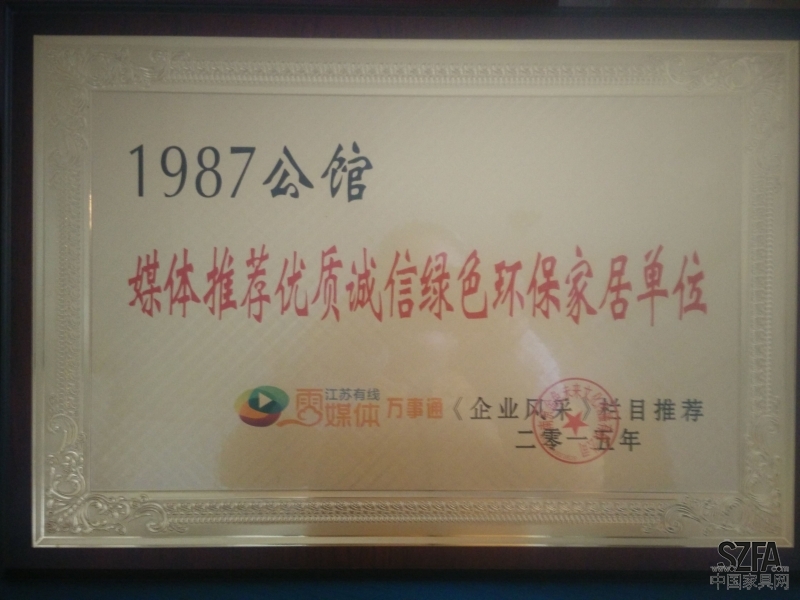 1987公馆
媒体推荐优质诚信绿色环保家居单位
江苏有线
云媒体 万事通《企业风采》栏目推荐
二零一五年
SZFA
中国家具网